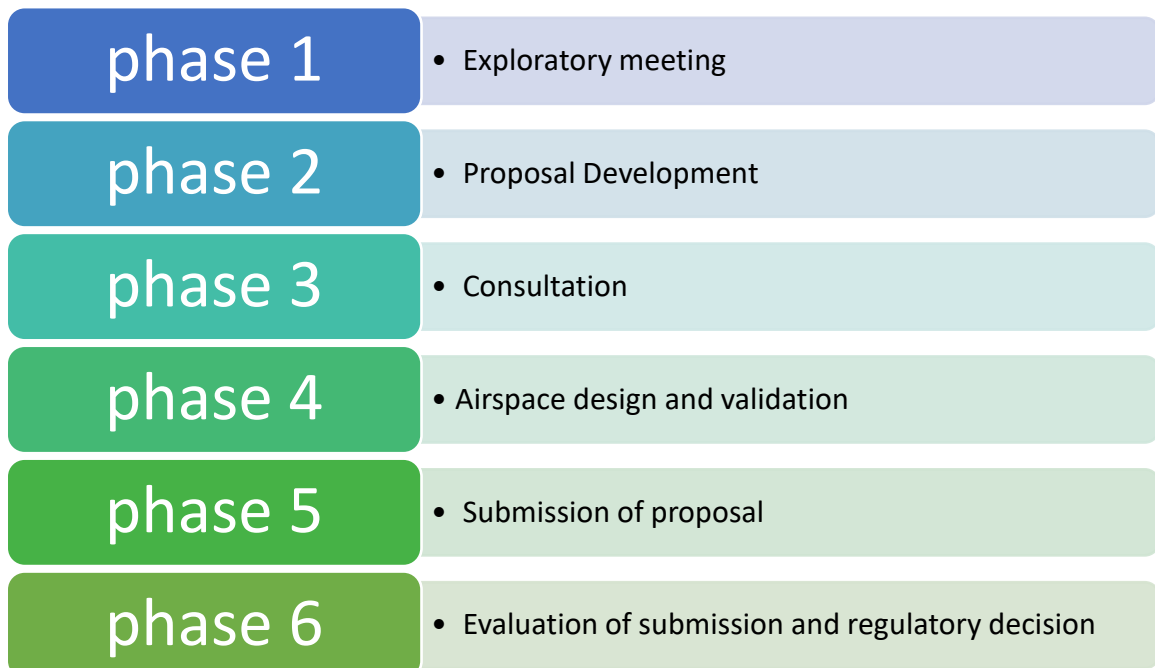 phase 1
• Exploratory meeting
phase 2
• Proposal Development
phase 3
• Consultation
phase 4
• Airspace design and validation
phase 5
• Submission of proposal
phase 6
• Evaluation of submission and regulatory decision